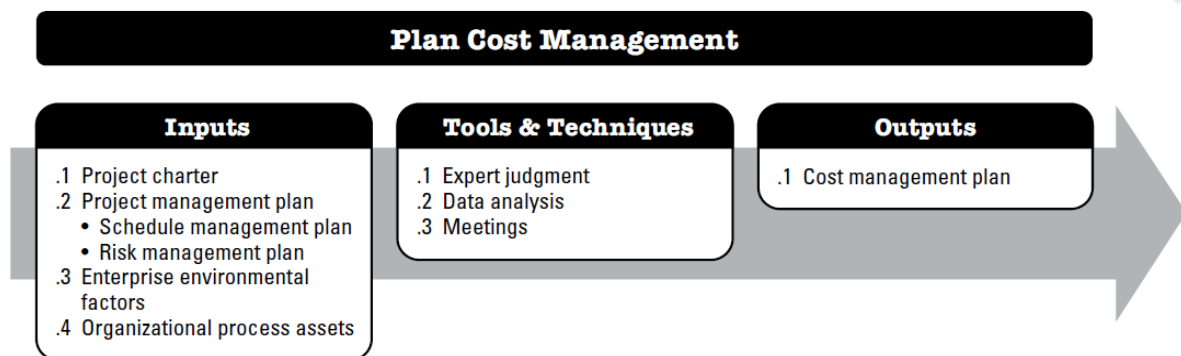 Plan Cost Management
Inputs
.1 Project charter
.2 Project management plan
• Schedule management plan
• Risk management plan
.3 Enterprise environmental
factors
.4 Organizational process assets
Tools & Techniques
.1 Expert judgment
.2 Data analysis
.3 Meetings
Outputs
.1 Cost management plan